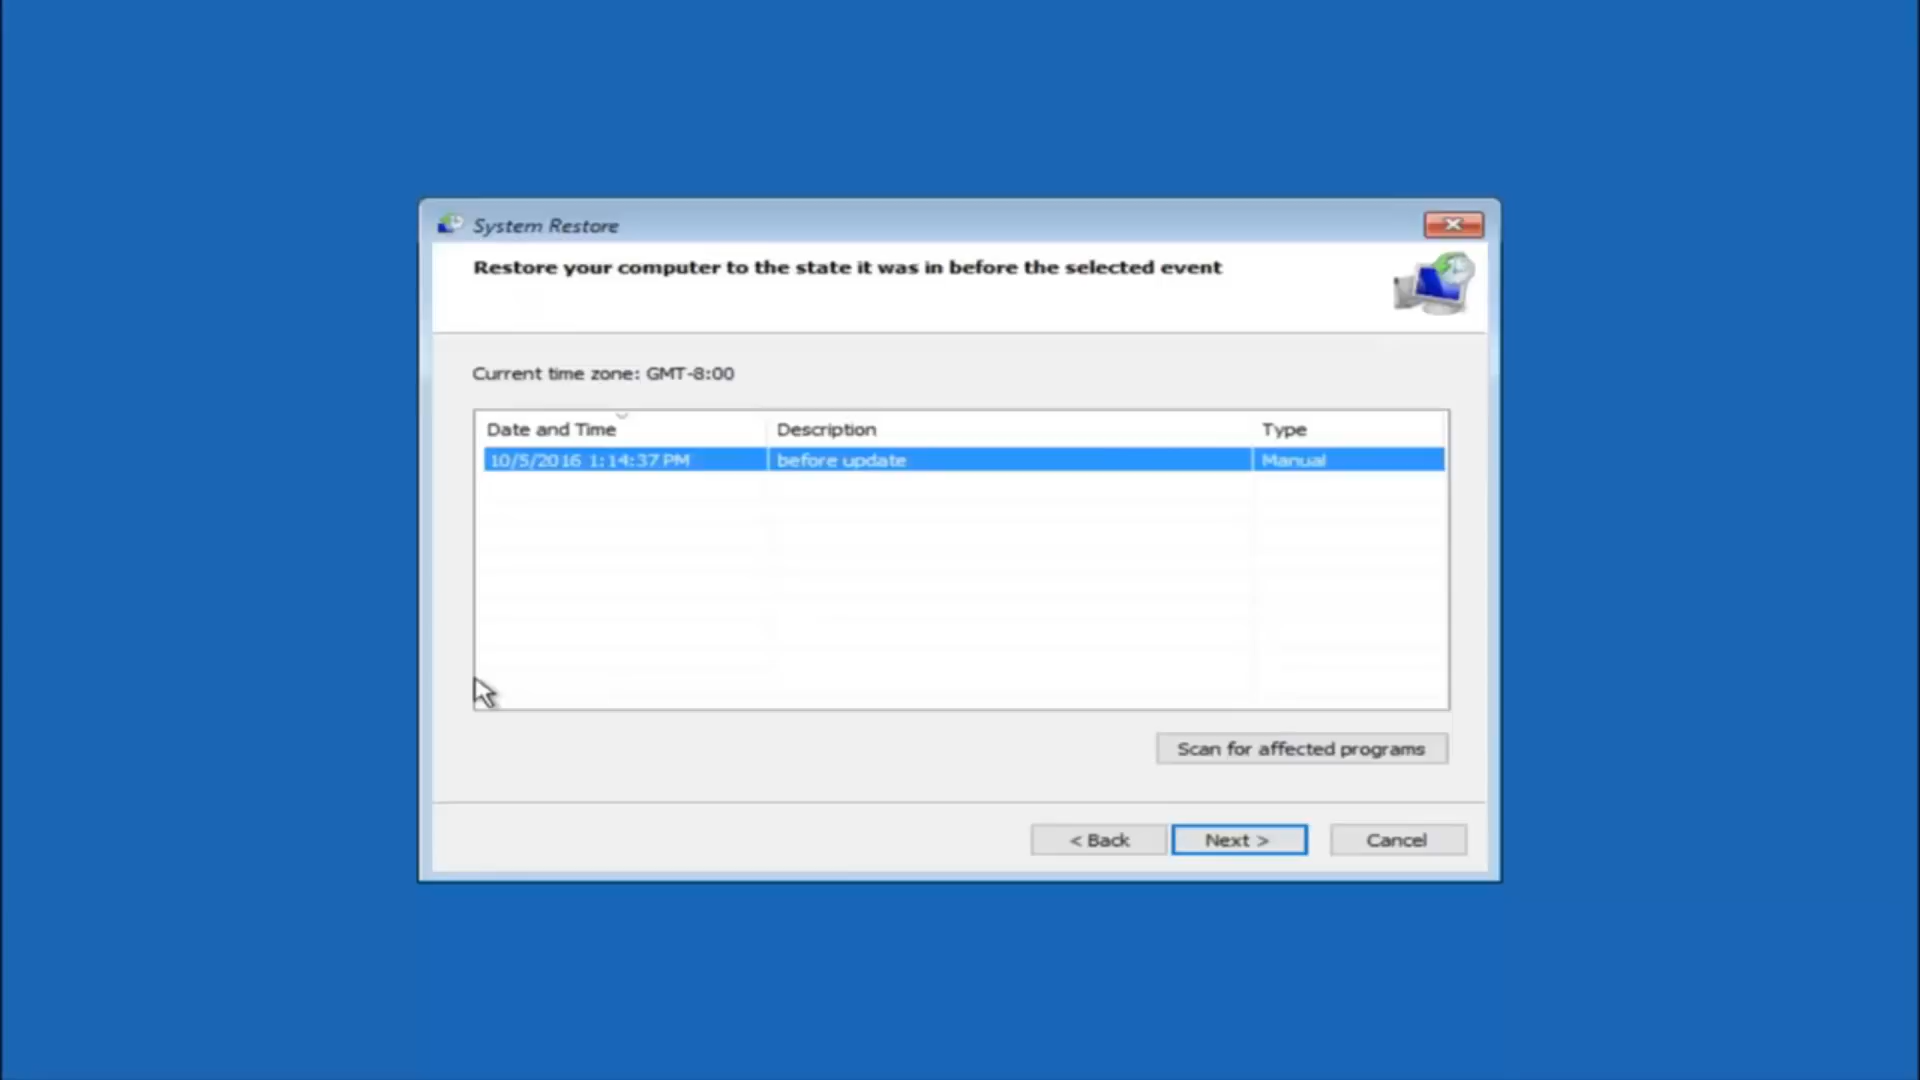 System Restore
Restore your computer to the state it was in before the selected event
Current time zone: GMT-8:00
Date and Time Description Type
10/5/2016 1:14:37 PM before update Manual
Scan for affected programs
< Back Next > Cancel